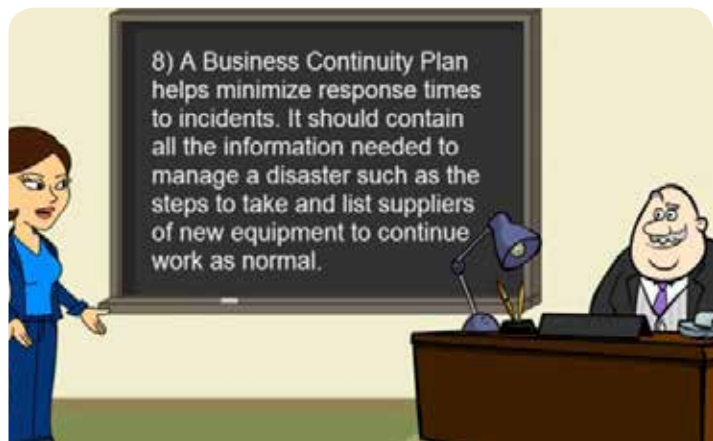 8) A Business Continuity Plan
helps minimize response times
to incidents. It should contain
all the information needed to
manage a disaster such as the
steps to take and list suppliers
of new equipment to continue
work as normal.